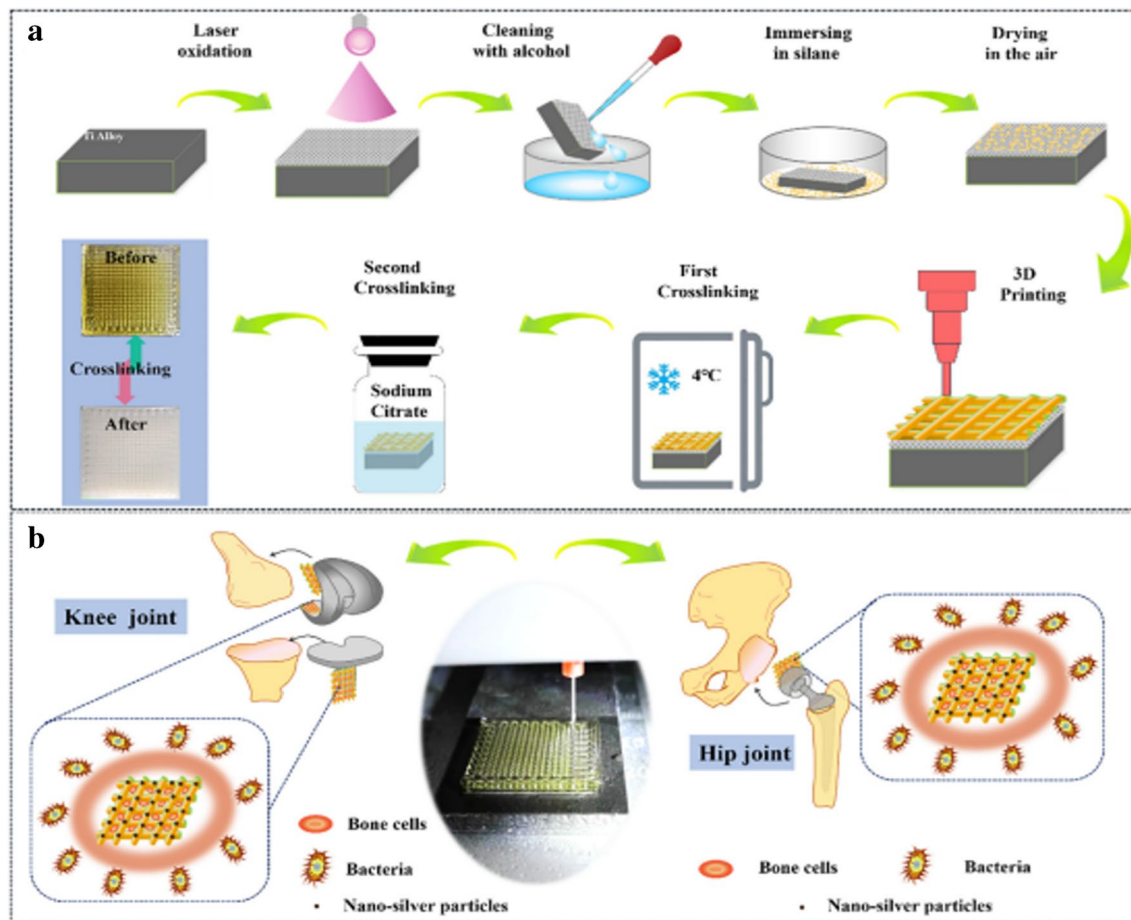 a
Laser
oxidation
Cleaning
with alcohol
Immersing
in silane
Drying
in the air
Ti Alloy
Before
Crosslinking
After
Second
Crosslinking
Sodium
Citrate
First
Crosslinking
4°C
3D
Printing
b
Knee joint
Hip joint
Bone cells
Bacteria
Nano-silver particles
Bone cells
Bacteria
Nano-silver particles